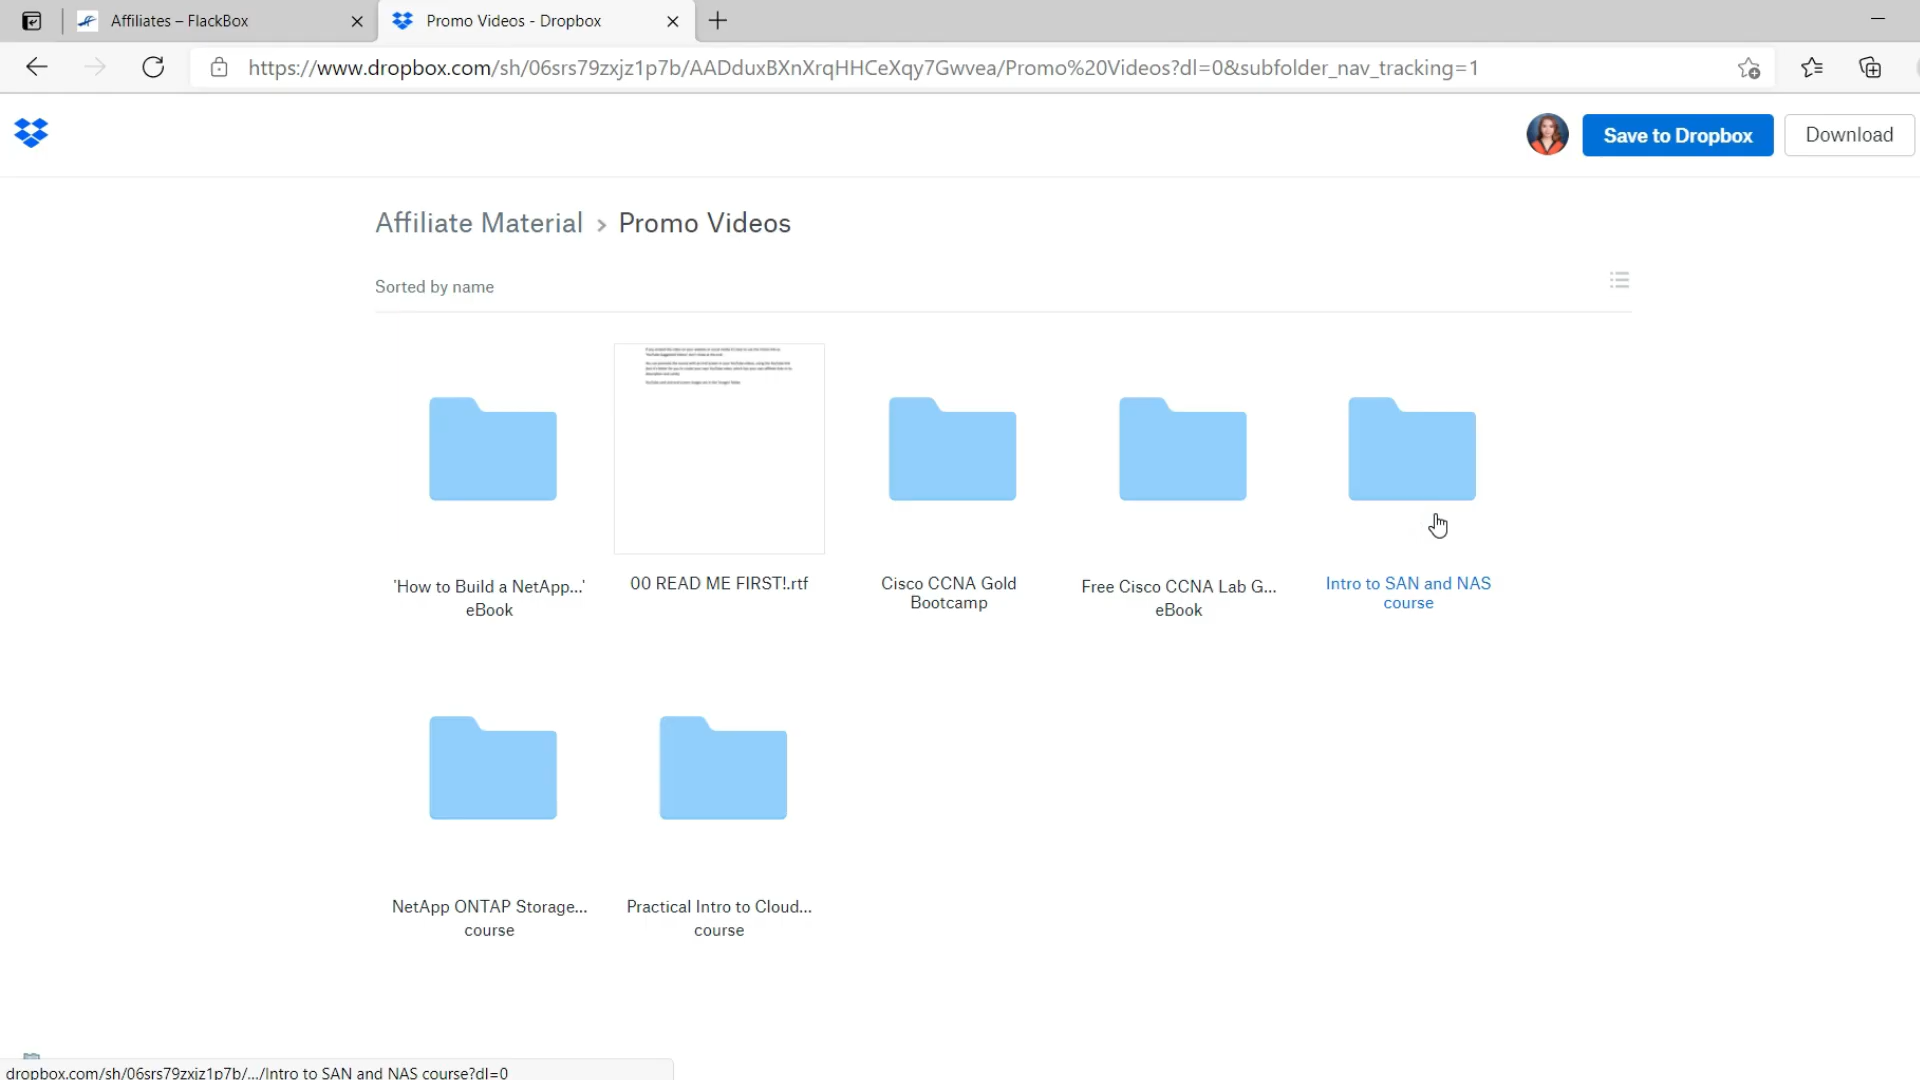 Affiliates – FlackBox
Promo Videos - Dropbox
https://www.dropbox.com/sh/06srs79zxjz1p7b/AADduxBXnXrqHHCeXqy7Gwvea/Promo%20Videos?dl=0&subfolder_nav_tracking=1
Save to Dropbox
Download
Affiliate Material › Promo Videos
Sorted by name
'How to Build a NetApp...'
eBook
00 READ ME FIRST!.rtf
Cisco CCNA Gold
Bootcamp
Free Cisco CCNA Lab G...
eBook
Intro to SAN and NAS
course
NetApp ONTAP Storage...
course
Practical Intro to Cloud...
course
dropbox.com/sh/06srs79zxjz1p7b/.../Intro to SAN and NAS course?dl=0